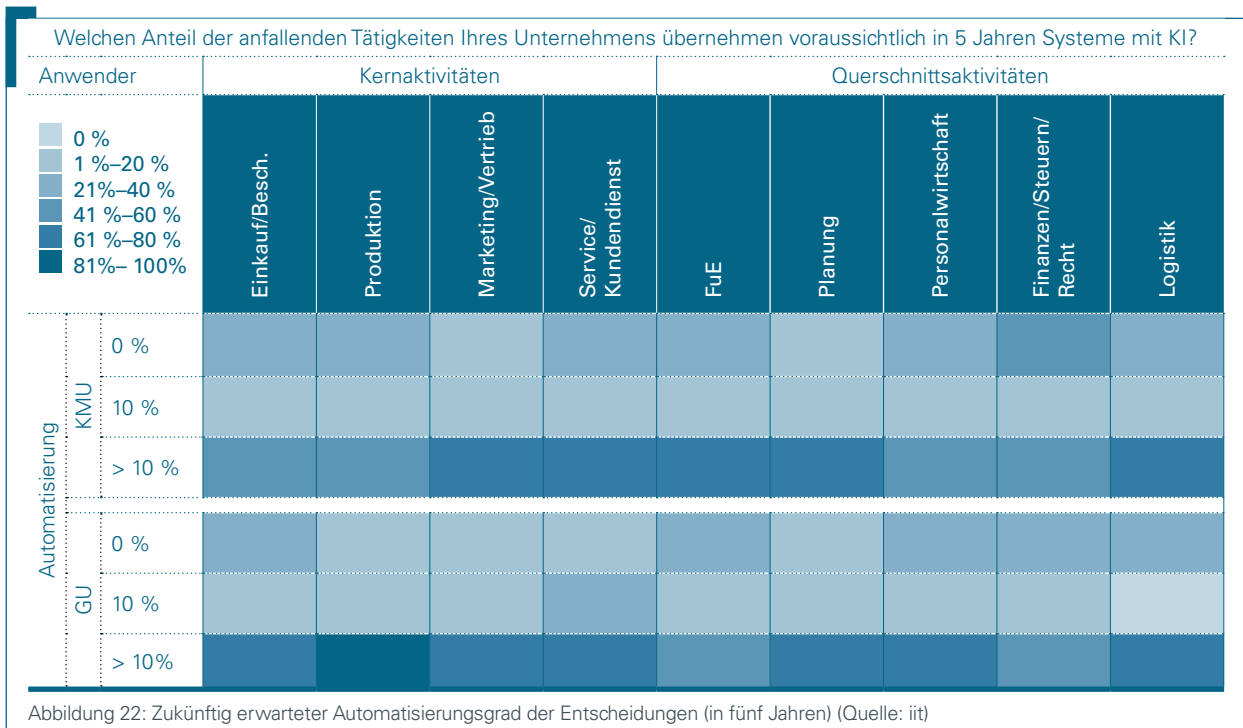 Welchen Anteil der anfallenden Tätigkeiten Ihres Unternehmens übernehmen voraussichtlich in 5 Jahren Systeme mit KI?
Anwender
Kernaktivitäten
Querschnittsaktivitäten
0 %
1 %–20 %
21%–40 %
41 %–60 %
61 %–80 %
81%– 100%
Einkauf/Besch.
Produktion
Marketing/Vertrieb
Service/
Kundendienst
FuE
Planung
Personalwirtschaft
Finanzen/Steuern/
Recht
Logistik
Automatisierung
KMU
0 %
10 %
> 10 %
GU
0 %
10 %
> 10%
Abbildung 22: Zukünftig erwarteter Automatisierungsgrad der Entscheidungen (in fünf Jahren) (Quelle: iit)